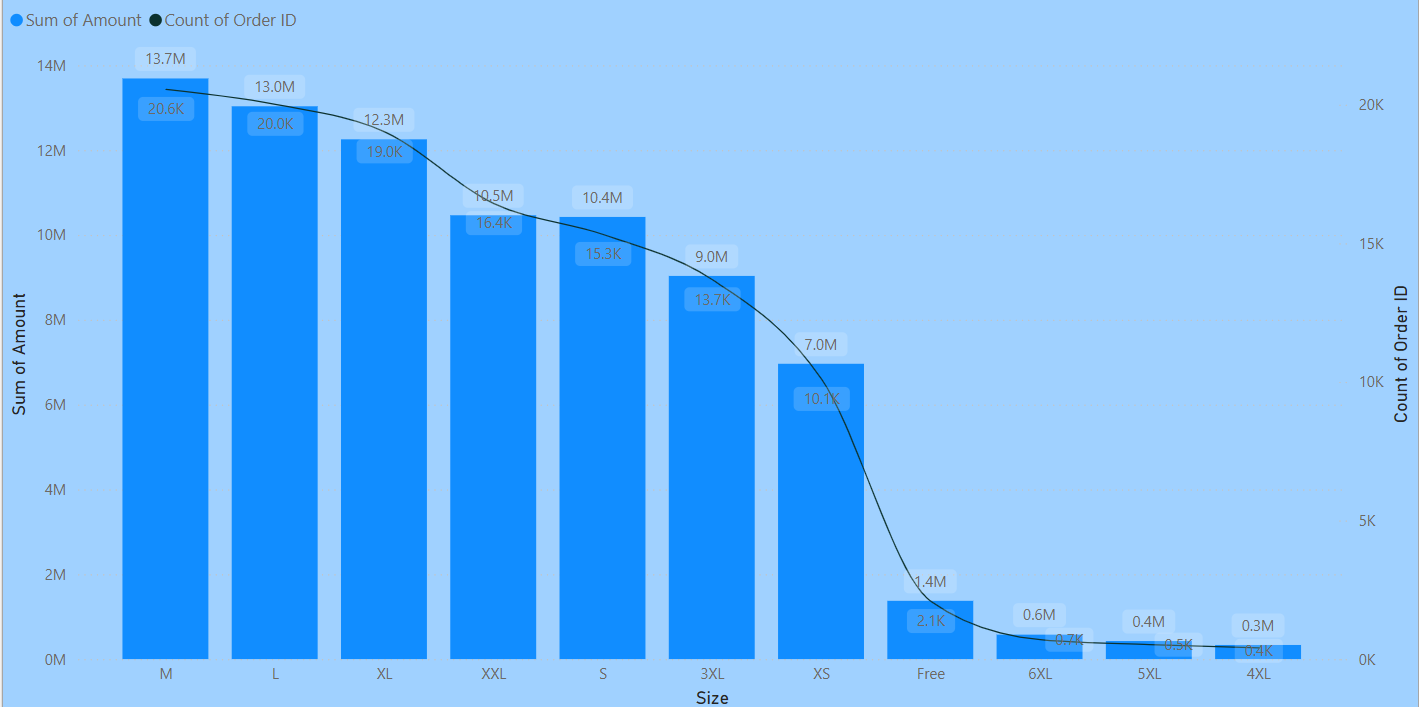 Sum of Amount Count of Order ID
14M
12M
10M
8M
6M
4M
2M
0M
Sum of Amount
13.7M
13.0M
12.3M
10.5M
10.4M
9.0M
7.0M
1.4M
0.6M
0.4M
0.3M
20.6K
20.0K
19.0K
16.4K
15.3K
13.7K
10.1K
2.1K
0.7K
0.5K
0.4K
20K
15K
10K
5K
0K
Count of Order ID
M L XL XXL S 3XL XS Free 6XL 5XL 4XL
Size